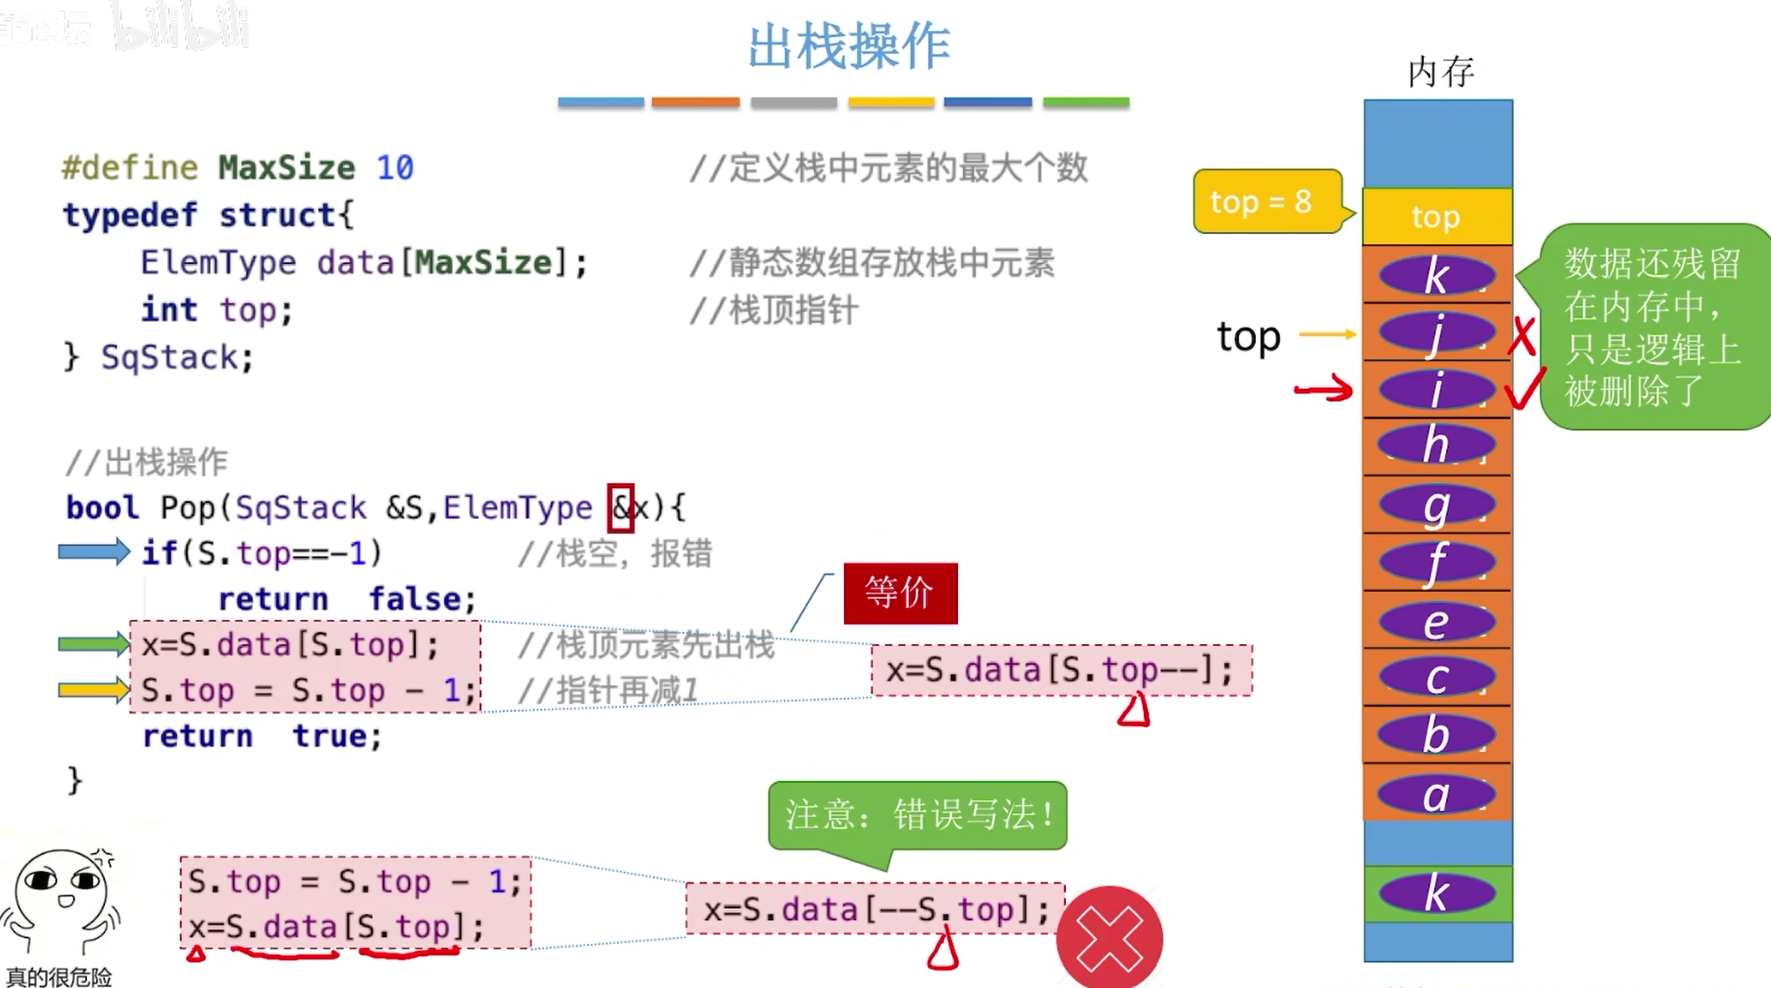 bilibili
出栈操作
#define MaxSize 10 //定义栈中元素的最大个数
typedef struct{
ElemType data[MaxSize]; //静态数组存放栈中元素
int top; //栈顶指针
} SqStack;
//出栈操作
bool Pop(SqStack &S,ElemType &x){
if(S.top==-1) //栈空，报错
return false;
x=S.data[S.top]; //栈顶元素先出栈
S.top = S.top - 1; //指针再减1
return true;
}
等价
x=S.data[S.top--];
注意：错误写法！
S.top = S.top - 1;
x=S.data[S.top];
x=S.data[--S.top];
真的很危险
内存
top = 8
top
k
top
j
i
h
g
f
e
c
b
a
k
数据还残留
在内存中，
只是逻辑上
被删除了